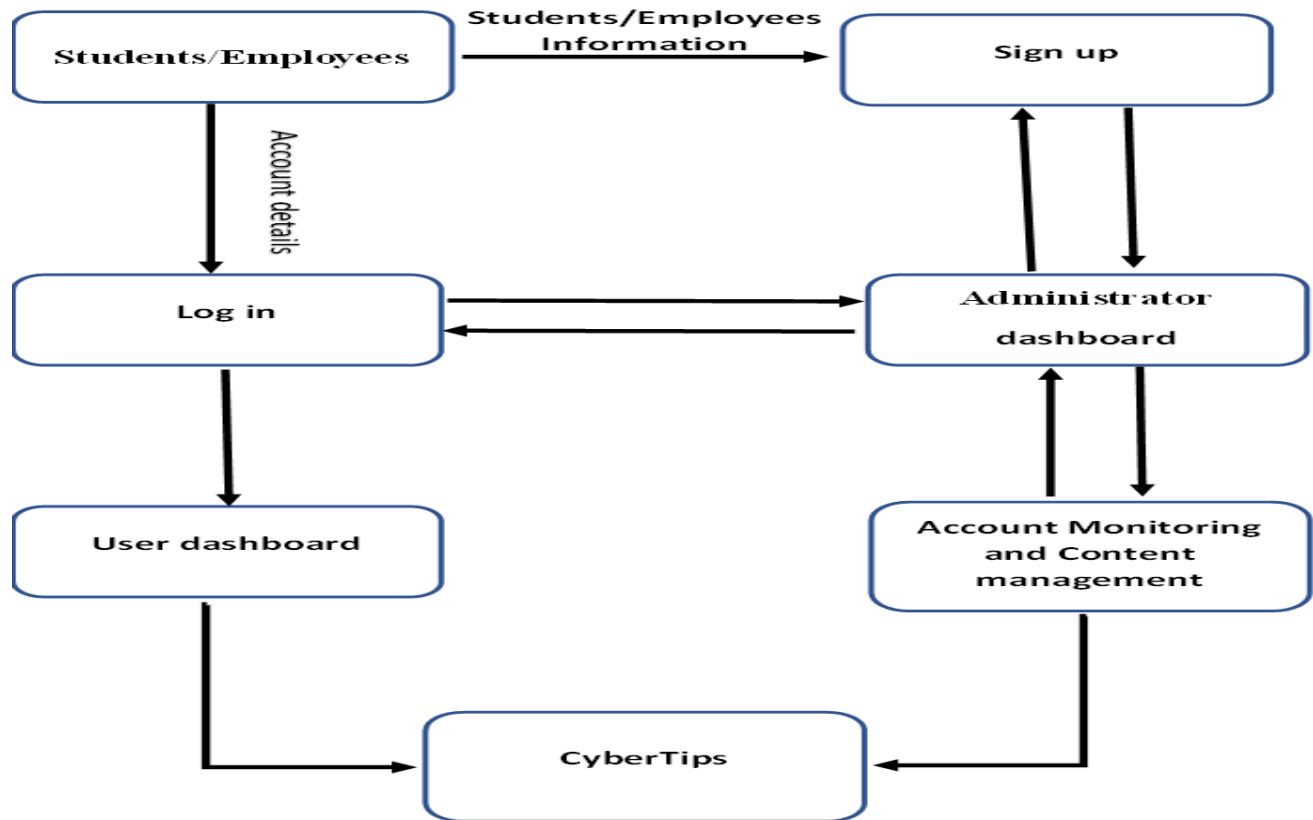 Students/Employees
Students/Employees
Information
Sign up
Account details
Log in
Administrator
dashboard
User dashboard
Account Monitoring
and Content
management
CyberTips